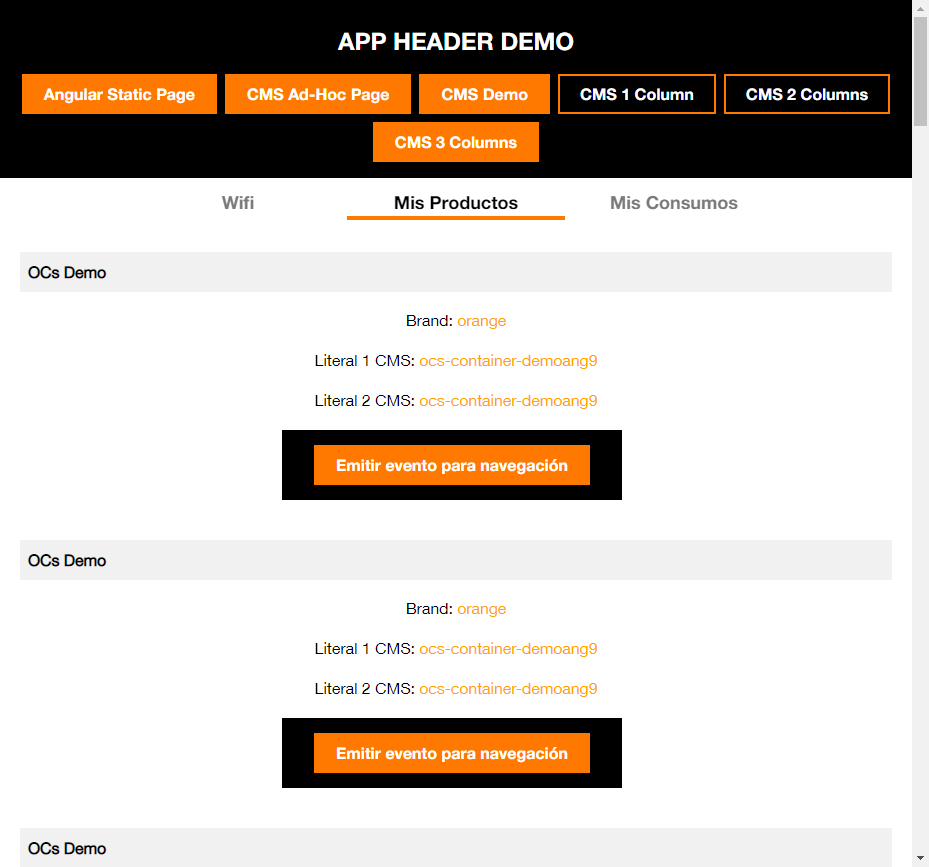 APP HEADER DEMO
Angular Static Page CMS Ad-Hoc Page CMS Demo CMS 1 Column CMS 2 Columns
CMS 3 Columns
Wifi Mis Productos Mis Consumos
OCs Demo
Brand: orange
Literal 1 CMS: ocs-container-demoang9
Literal 2 CMS: ocs-container-demoang9
Emitir evento para navegación
OCs Demo
Brand: orange
Literal 1 CMS: ocs-container-demoang9
Literal 2 CMS: ocs-container-demoang9
Emitir evento para navegación
OCs Demo